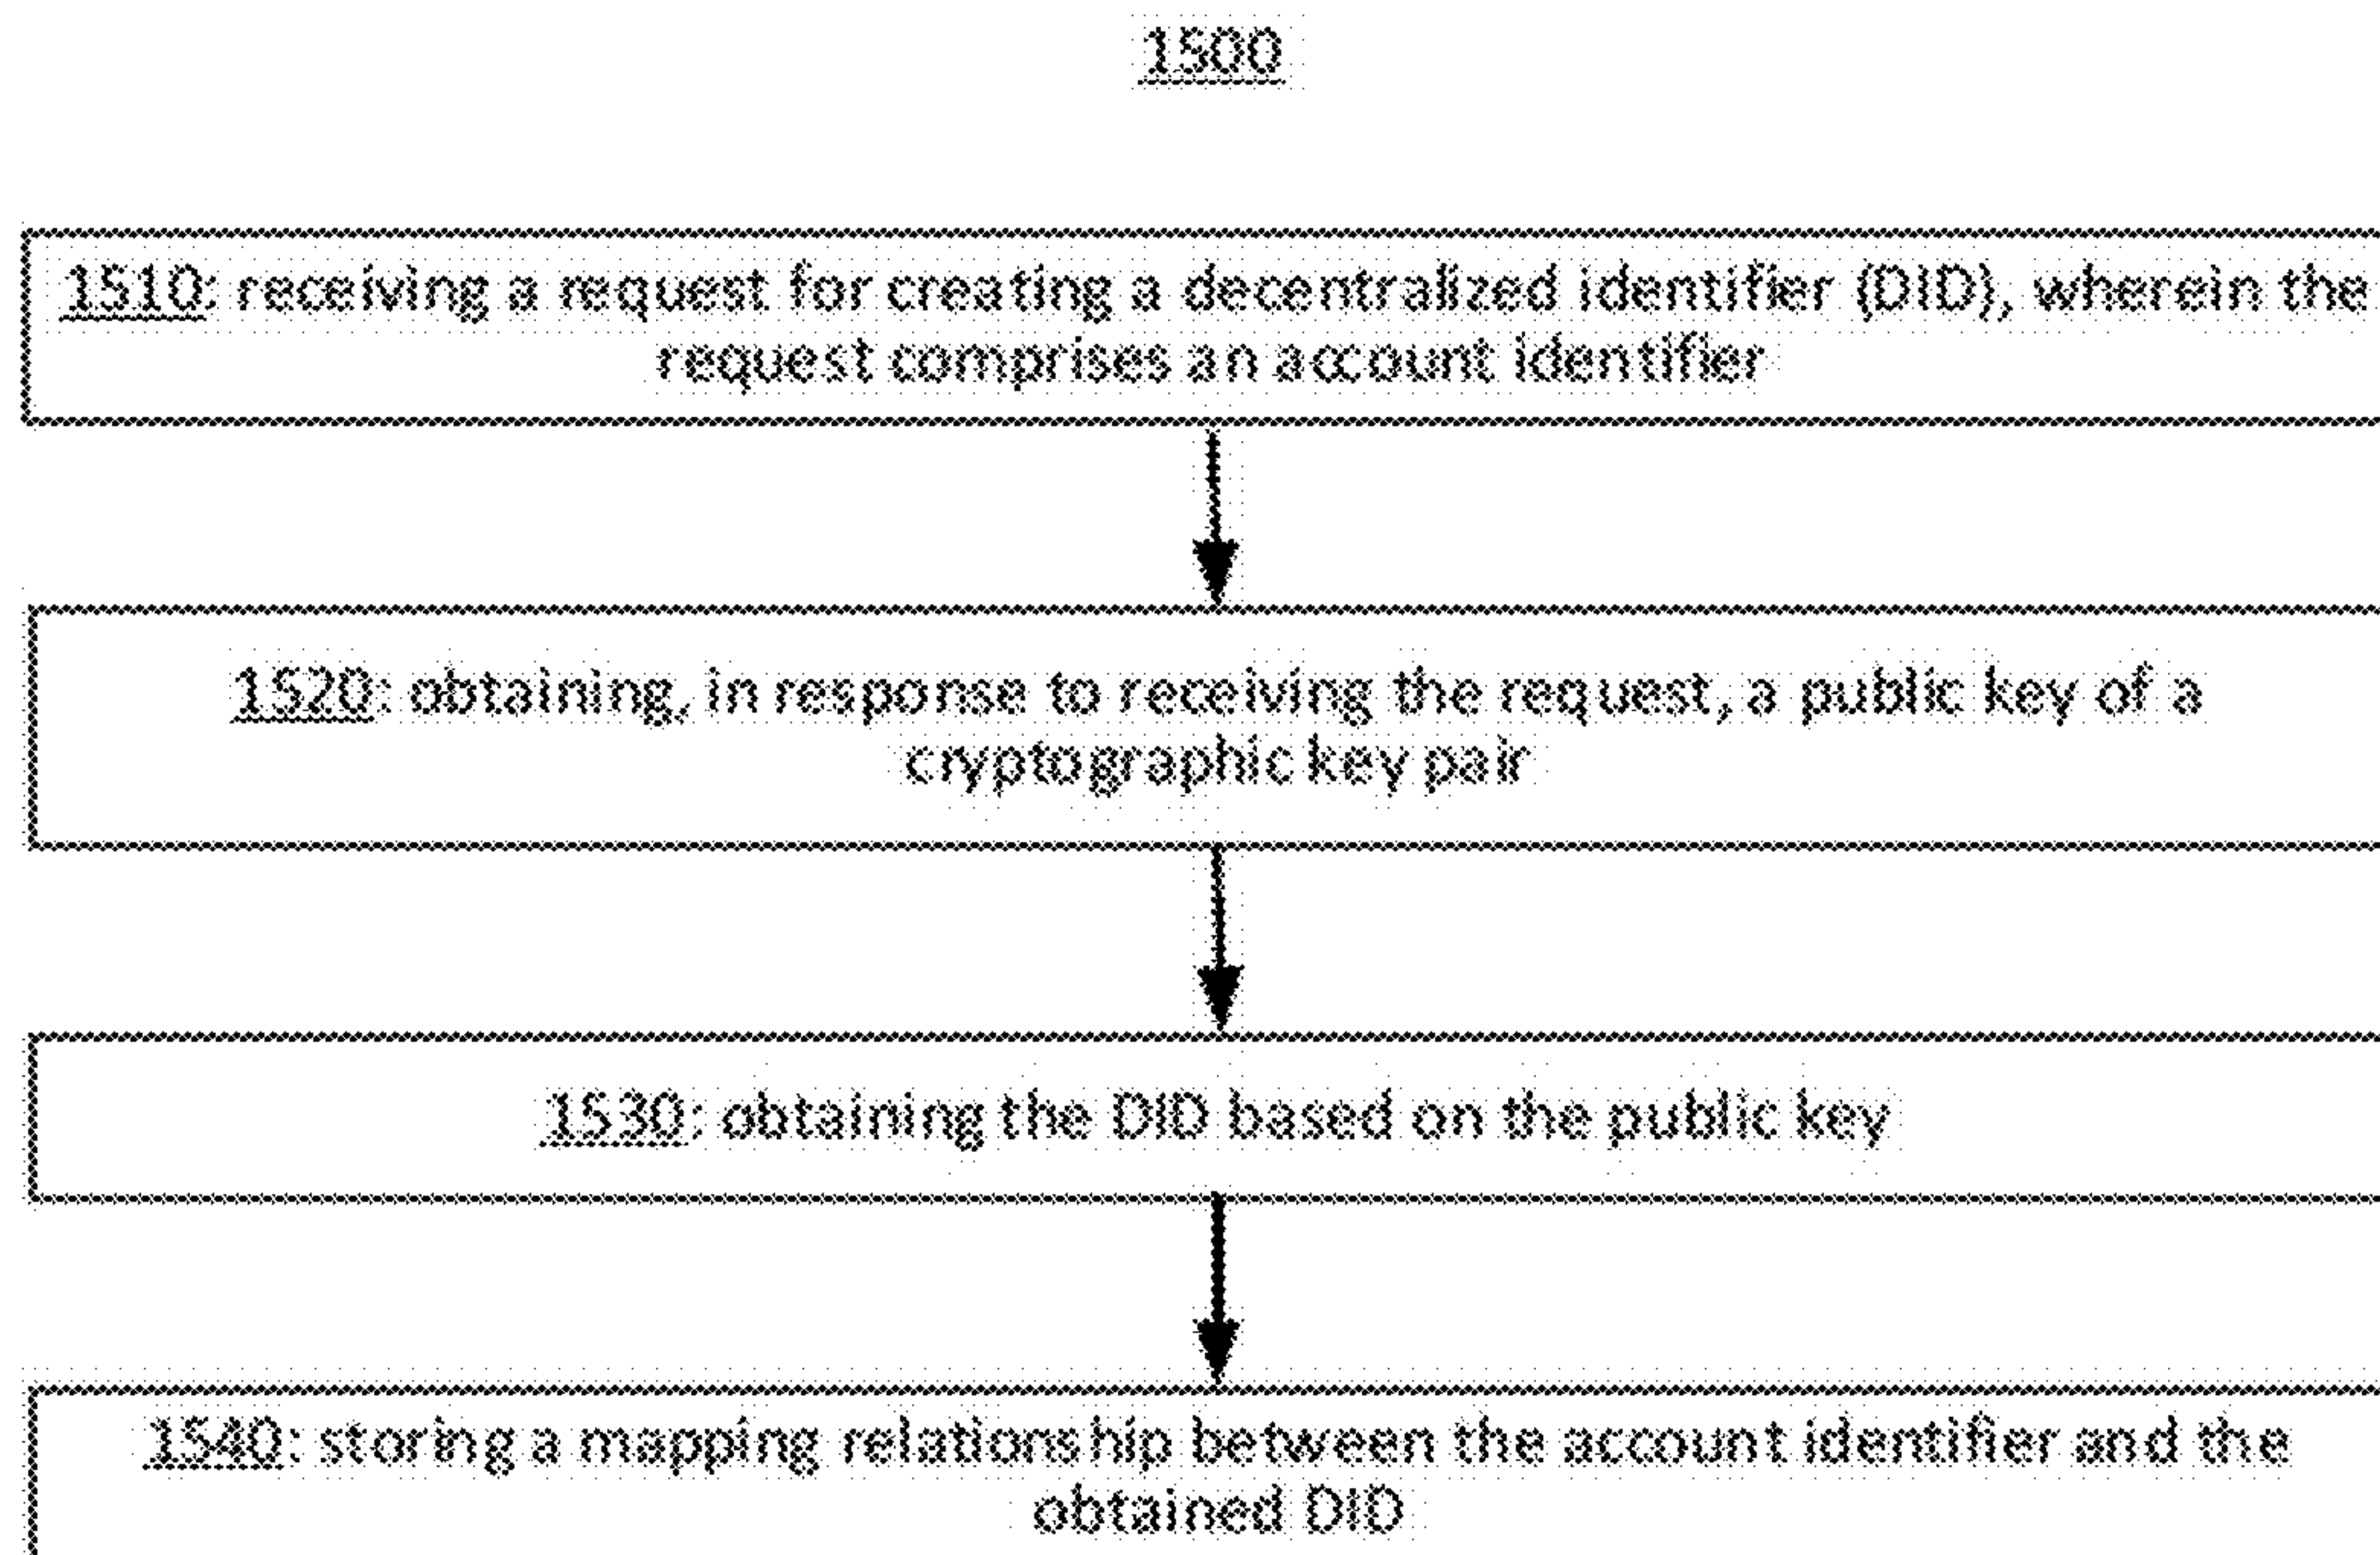 1500
1510: receiving a request for creating a decentralized identifier (DID), wherein the
request comprises an account identifier
1520: obtaining, in response to receiving the request, a public key of a
cryptographic key pair
1530: obtaining the DID based on the public key
1540: storing a mapping relationship between the account identifier and the
obtained DID